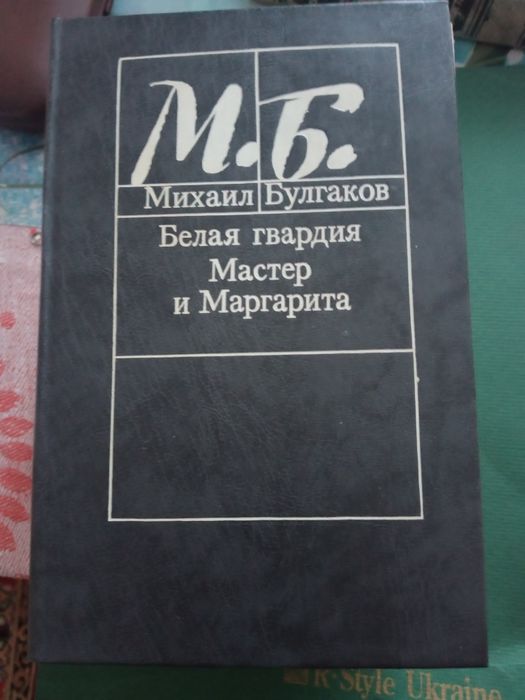 М.Б.
Михаил Булгаков
Белая гвардия
Мастер
и Маргарита
R·Style Ukraine